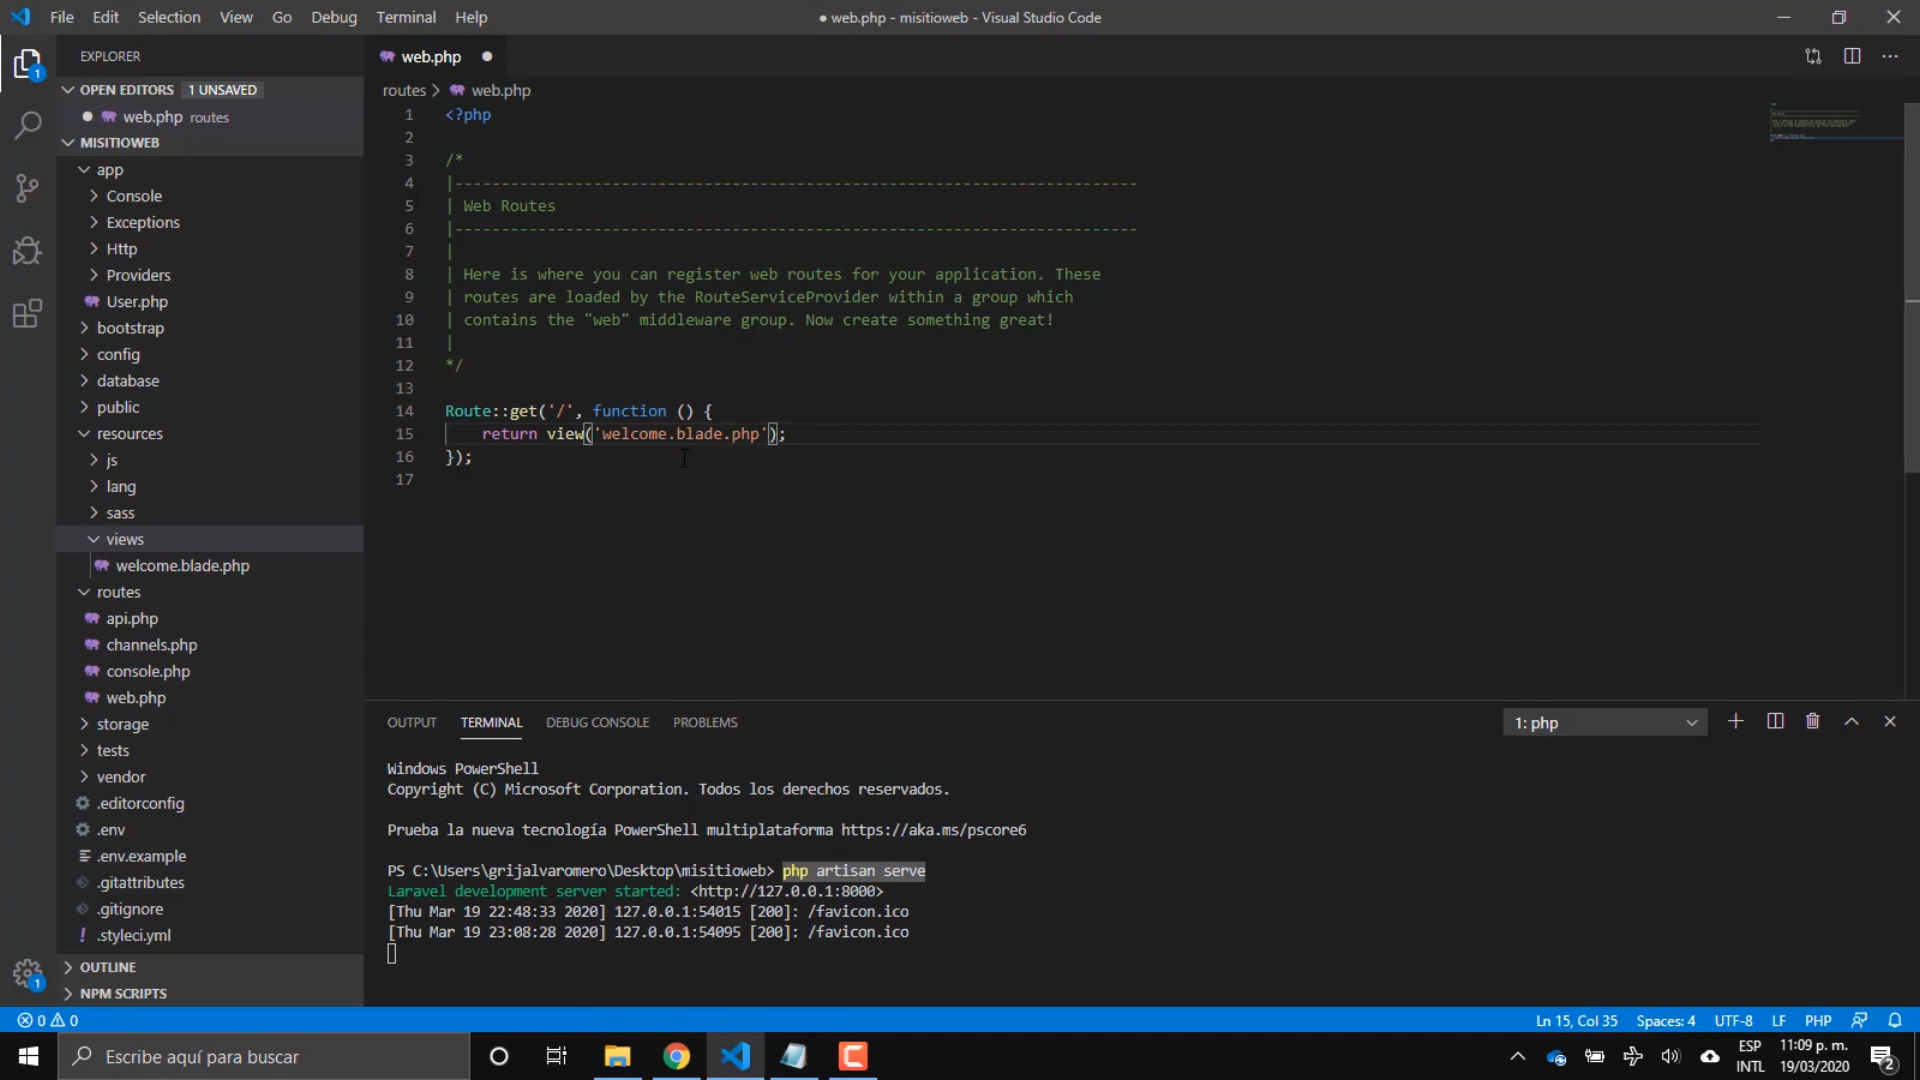 File Edit Selection View Go Debug Terminal Help
● web.php - misitioweb - Visual Studio Code
EXPLORER
OPEN EDITORS 1 UNSAVED
web.php routes
MISITIOWEB
app
Console
Exceptions
Http
Providers
User.php
bootstrap
config
database
public
resources
js
lang
sass
views
welcome.blade.php
routes
api.php
channels.php
console.php
web.php
storage
tests
vendor
.editorconfig
.env
.env.example
.gitattributes
.gitignore
.styleci.yml
OUTLINE
NPM SCRIPTS
1
1
web.php
routes > web.php
1 <?php
2
3 /*
4 |--------------------------------------------------------------------------
5 | Web Routes
6 |--------------------------------------------------------------------------
7 |
8 | Here is where you can register web routes for your application. These
9 | routes are loaded by the RouteServiceProvider within a group which
10 | contains the "web" middleware group. Now create something great!
11 |
12 */
13
14 Route::get('/', function () {
15     return view('welcome.blade.php');
16 });
17
OUTPUT TERMINAL DEBUG CONSOLE PROBLEMS
1: php
Windows PowerShell
Copyright (C) Microsoft Corporation. Todos los derechos reservados.
Prueba la nueva tecnología PowerShell multiplataforma https://aka.ms/pscore6
PS C:\Users\grijalvaromero\Desktop\misitioweb> php artisan serve
Laravel development server started: <http://127.0.0.1:8000>
[Thu Mar 19 22:48:33 2020] 127.0.0.1:54015 [200]: /favicon.ico
[Thu Mar 19 23:08:28 2020] 127.0.0.1:54095 [200]: /favicon.ico
0 0
Ln 15, Col 35 Spaces: 4 UTF-8 LF PHP
Escribe aquí para buscar
ESP
INTL
11:09 p. m.
19/03/2020
2